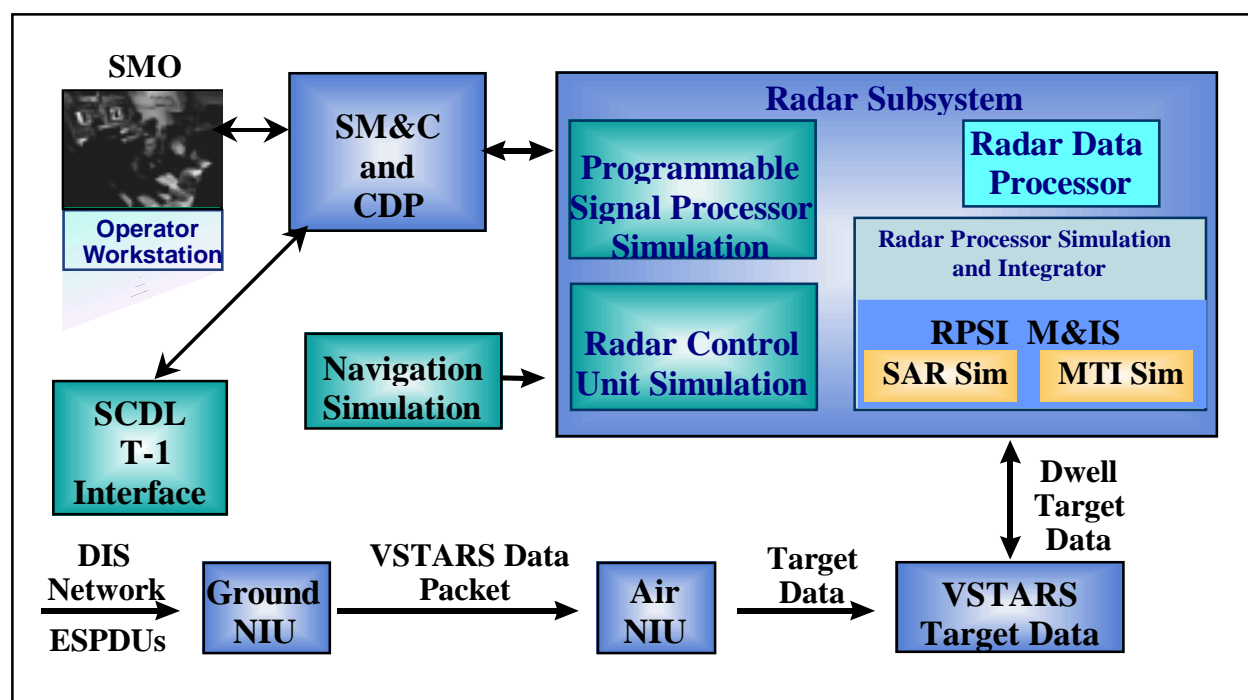 SMO
Operator
Workstation
SM&C
and
CDP
Radar Subsystem
Programmable
Signal Processor
Simulation
Radar Data
Processor
Radar Processor Simulation
and Integrator
RPSI M&IS
SAR Sim
MTI Sim
Radar Control
Unit Simulation
Navigation
Simulation
SCDL
T-1
Interface
Dwell
Target
Data
DIS
Network
ESPDUs
Ground
NIU
VSTARS Data
Packet
Air
NIU
Target
Data
VSTARS
Target Data